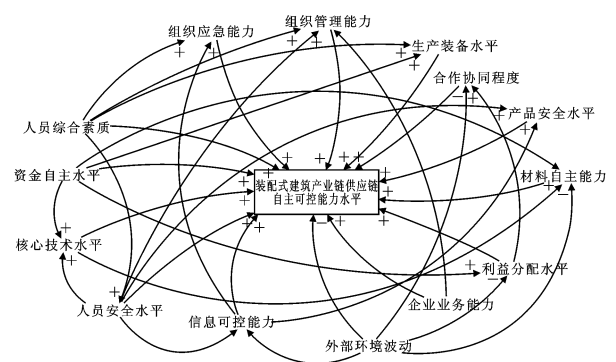 组织管理能力
组织应急能力
生产装备水平
合作协同程度
产品安全水平
人员综合素质
资金自主水平
材料自主能力
装配式建筑产业链供应链
自主可控能力水平
核心技术水平
利益分配水平
人员安全水平
信息可控能力
企业业务能力
外部环境波动